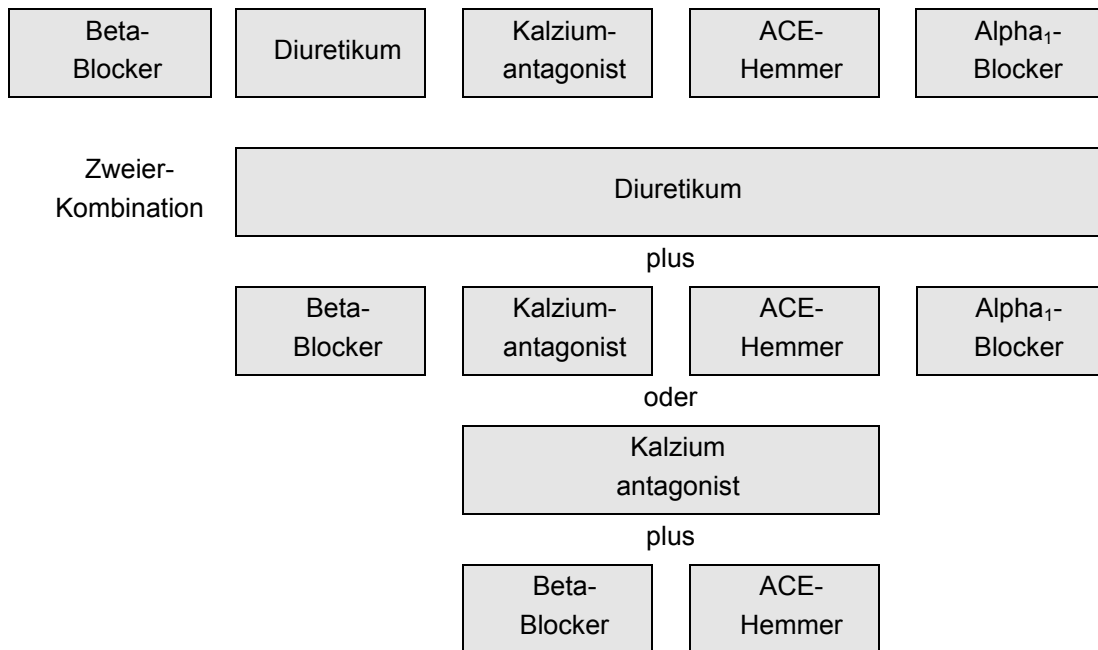 Beta-
Blocker
Diuretikum
Kalzium-
antagonist
ACE-
Hemmer
Alpha₁-
Blocker
Zweier-
Kombination
Diuretikum
plus
Beta-
Blocker
Kalzium-
antagonist
ACE-
Hemmer
Alpha₁-
Blocker
oder
Kalzium
antagonist
plus
Beta-
Blocker
ACE-
Hemmer